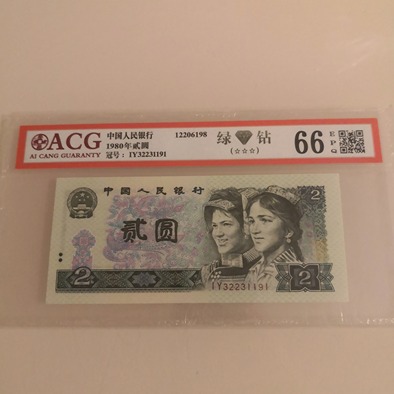 ACG
AI CANG GUARANTY
中国人民银行
1980年贰圆
冠号：IY32231191
12206198
绿 钻
(☆☆☆)
66
EPQ
中国人民银行
贰圆
2
2
2
IY32231191